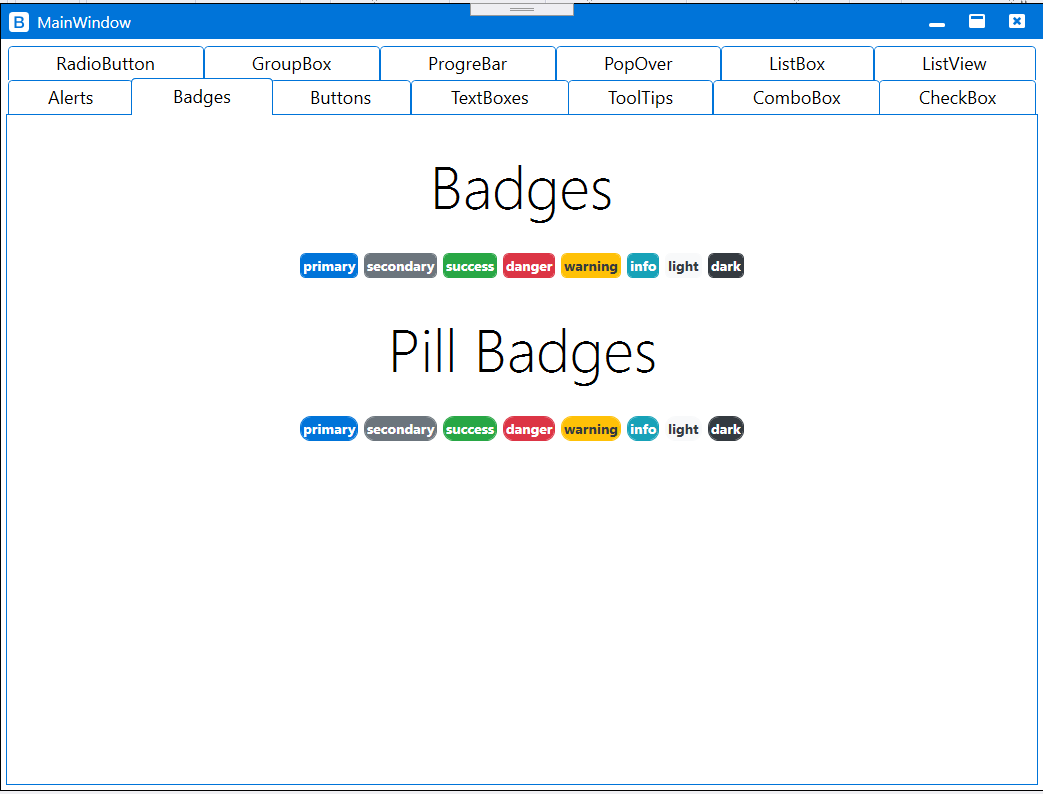 B MainWindow
RadioButton GroupBox ProgreBar PopOver ListBox ListView
Alerts Badges Buttons TextBoxes ToolTips ComboBox CheckBox
Badges
primary secondary success danger warning info light dark
Pill Badges
primary secondary success danger warning info light dark